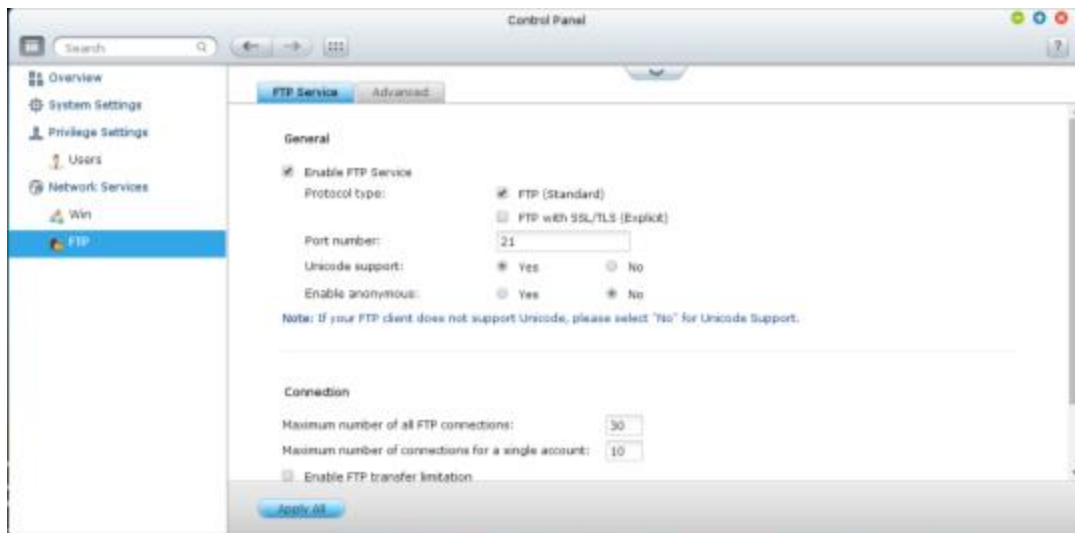 Control Panel
Search
?
Overview
System Settings
Privilege Settings
Users
Network Services
Win
FTP
FTP Service
Advanced
General
Enable FTP Service
Protocol type:
FTP (Standard)
FTP with SSL/TLS (Explicit)
Port number:
21
Unicode support:
Yes
No
Enable anonymous:
Yes
No
Note: If your FTP client does not support Unicode, please select "No" for Unicode Support.
Connection
Maximum number of all FTP connections:
30
Maximum number of connections for a single account:
10
Enable FTP transfer limitation
Apply All